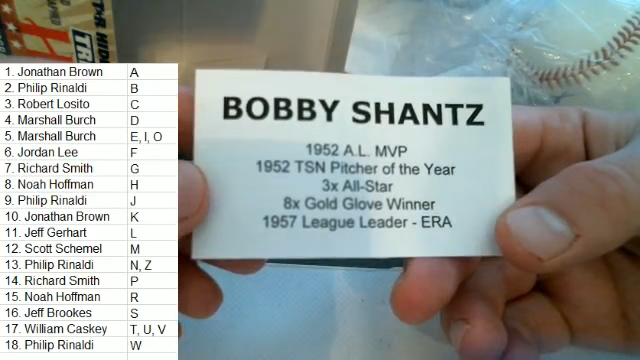 1. Jonathan Brown A
2. Philip Rinaldi B
3. Robert Losito C
4. Marshall Burch D
5. Marshall Burch E, I, O
6. Jordan Lee F
7. Richard Smith G
8. Noah Hoffman H
9. Philip Rinaldi J
10. Jonathan Brown K
11. Jeff Gerhart L
12. Scott Schemel M
13. Philip Rinaldi N, Z
14. Richard Smith P
15. Noah Hoffman R
16. Jeff Brookes S
17. William Caskey T, U, V
18. Philip Rinaldi W
BOBBY SHANTZ
1952 A.L. MVP
1952 TSN Pitcher of the Year
3x All-Star
8x Gold Glove Winner
1957 League Leader - ERA